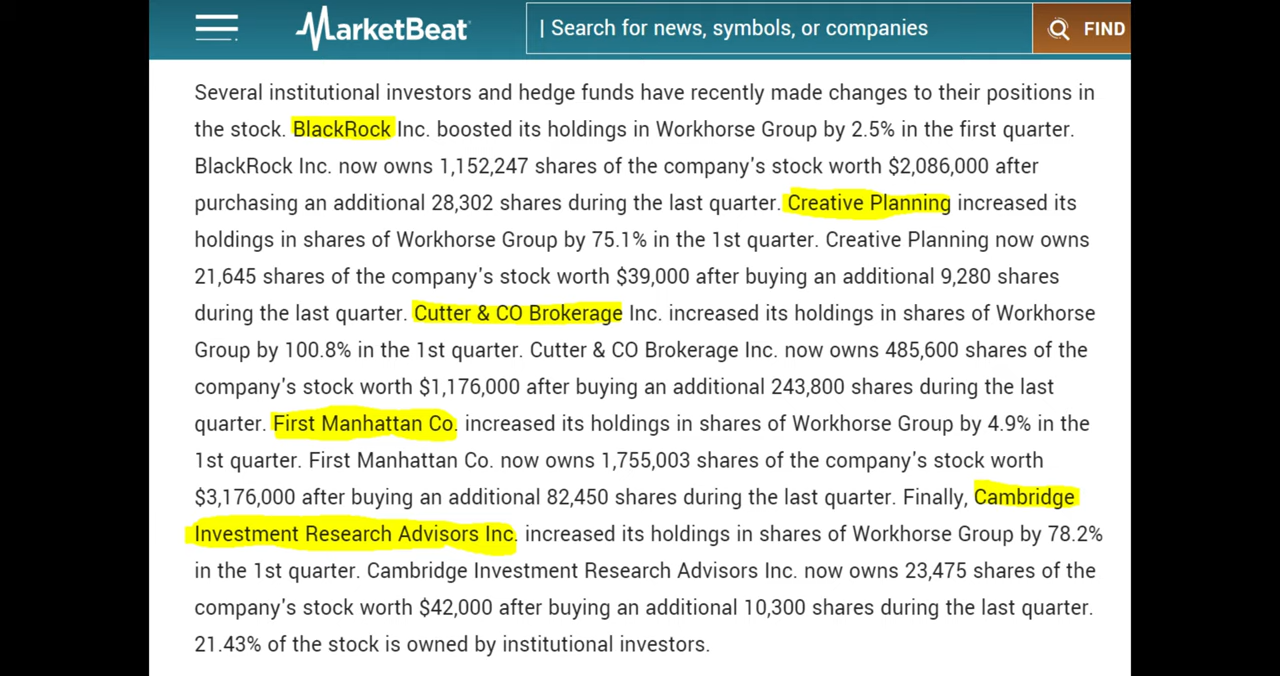 MarketBeat
| Search for news, symbols, or companies
FIND
Several institutional investors and hedge funds have recently made changes to their positions in
the stock. BlackRock Inc. boosted its holdings in Workhorse Group by 2.5% in the first quarter.
BlackRock Inc. now owns 1,152,247 shares of the company's stock worth $2,086,000 after
purchasing an additional 28,302 shares during the last quarter. Creative Planning increased its
holdings in shares of Workhorse Group by 75.1% in the 1st quarter. Creative Planning now owns
21,645 shares of the company's stock worth $39,000 after buying an additional 9,280 shares
during the last quarter. Cutter & CO Brokerage Inc. increased its holdings in shares of Workhorse
Group by 100.8% in the 1st quarter. Cutter & CO Brokerage Inc. now owns 485,600 shares of the
company's stock worth $1,176,000 after buying an additional 243,800 shares during the last
quarter. First Manhattan Co. increased its holdings in shares of Workhorse Group by 4.9% in the
1st quarter. First Manhattan Co. now owns 1,755,003 shares of the company's stock worth
$3,176,000 after buying an additional 82,450 shares during the last quarter. Finally, Cambridge
Investment Research Advisors Inc. increased its holdings in shares of Workhorse Group by 78.2%
in the 1st quarter. Cambridge Investment Research Advisors Inc. now owns 23,475 shares of the
company's stock worth $42,000 after buying an additional 10,300 shares during the last quarter.
21.43% of the stock is owned by institutional investors.